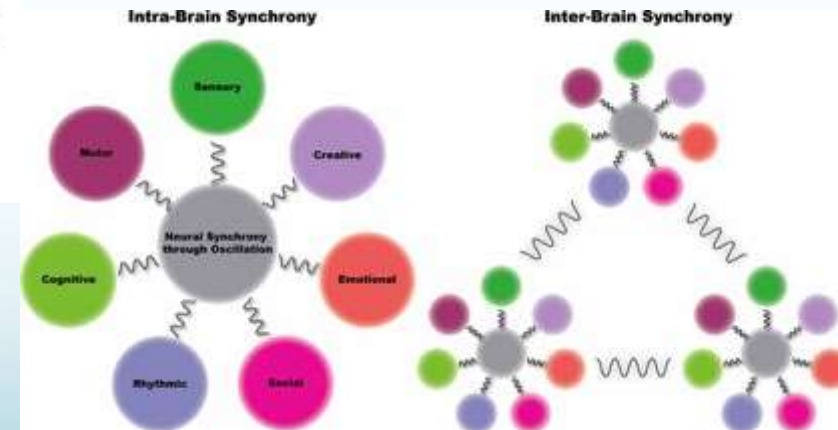 Intra-Brain Synchrony
Inter-Brain Synchrony
Sensory
Motor
Creative
Neural Synchrony
through Oscillation
Cognitive
Emotional
Rhythmic
Social